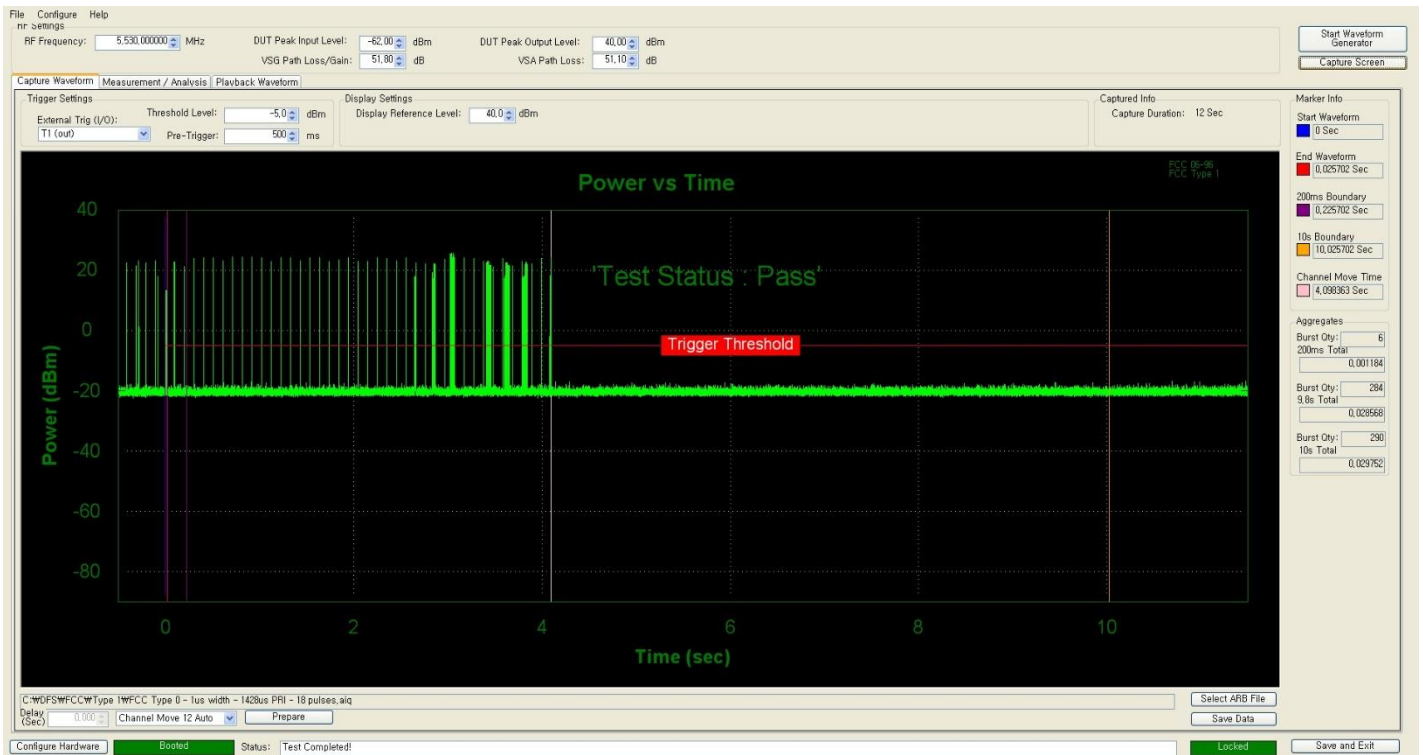 File Configure Help
RF Settings
RF Frequency: 5,530,000000 MHz DUT Peak Input Level: -62,00 dBm DUT Peak Output Level: 40,00 dBm
VSG Path Loss/Gain: 51,80 dB VSA Path Loss: 51,10 dB
Start Waveform Generator
Capture Screen
Capture Waveform Measurement / Analysis Playback Waveform
Trigger Settings
External Trig (I/O): Threshold Level: -5,0 dBm
T1 (out) Pre-Trigger: 500 ms
Display Settings
Display Reference Level: 40,0 dBm
Captured Info
Capture Duration: 12 Sec
Marker Info
Start Waveform
0 Sec
End Waveform
0,025702 Sec
200ms Boundary
0,225702 Sec
10s Boundary
10,025702 Sec
Channel Move Time
4,098363 Sec
Aggregates
Burst Qty: 6
200ms Total
0,001184
Burst Qty: 284
9,8s Total
0,028568
Burst Qty: 290
10s Total
0,029752
FCC 06-96
FCC Type 1
Power vs Time
'Test Status : Pass'
Trigger Threshold
Power (dBm)
40
20
0
-20
-40
-60
-80
0 2 4 6 8 10
Time (sec)
C:₩DFS₩FCC₩Type 1₩FCC Type 0 - 1us width - 1428us PRI - 18 pulses,aiq
Select ARB File
Delay (Sec) 0,000 Channel Move 12 Auto Prepare
Save Data
Configure Hardware Booted Status: Test Completed! Locked Save and Exit